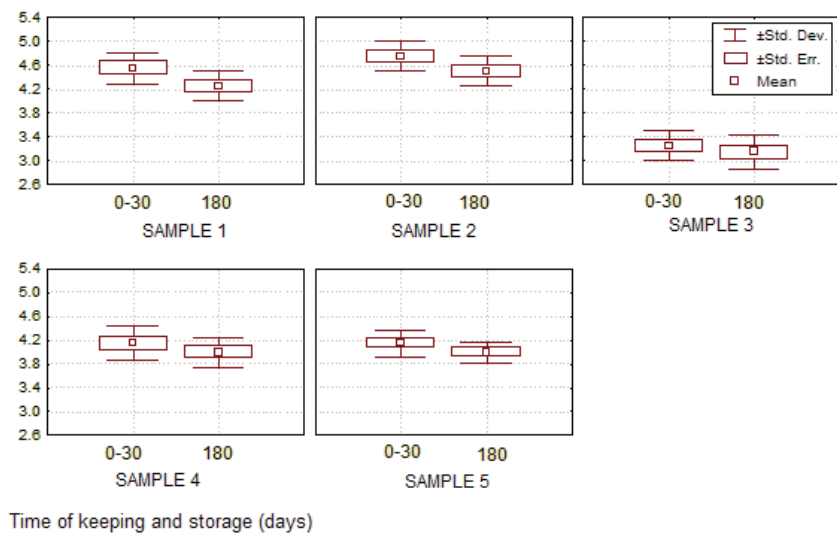 5.4
5.0
4.6
4.2
3.8
3.4
3.0
2.6
±Std. Dev.
±Std. Err.
Mean
0-30 180
SAMPLE 1
0-30 180
SAMPLE 2
0-30 180
SAMPLE 3
5.4
5.0
4.6
4.2
3.8
3.4
3.0
2.6
0-30 180
SAMPLE 4
0-30 180
SAMPLE 5
Time of keeping and storage (days)